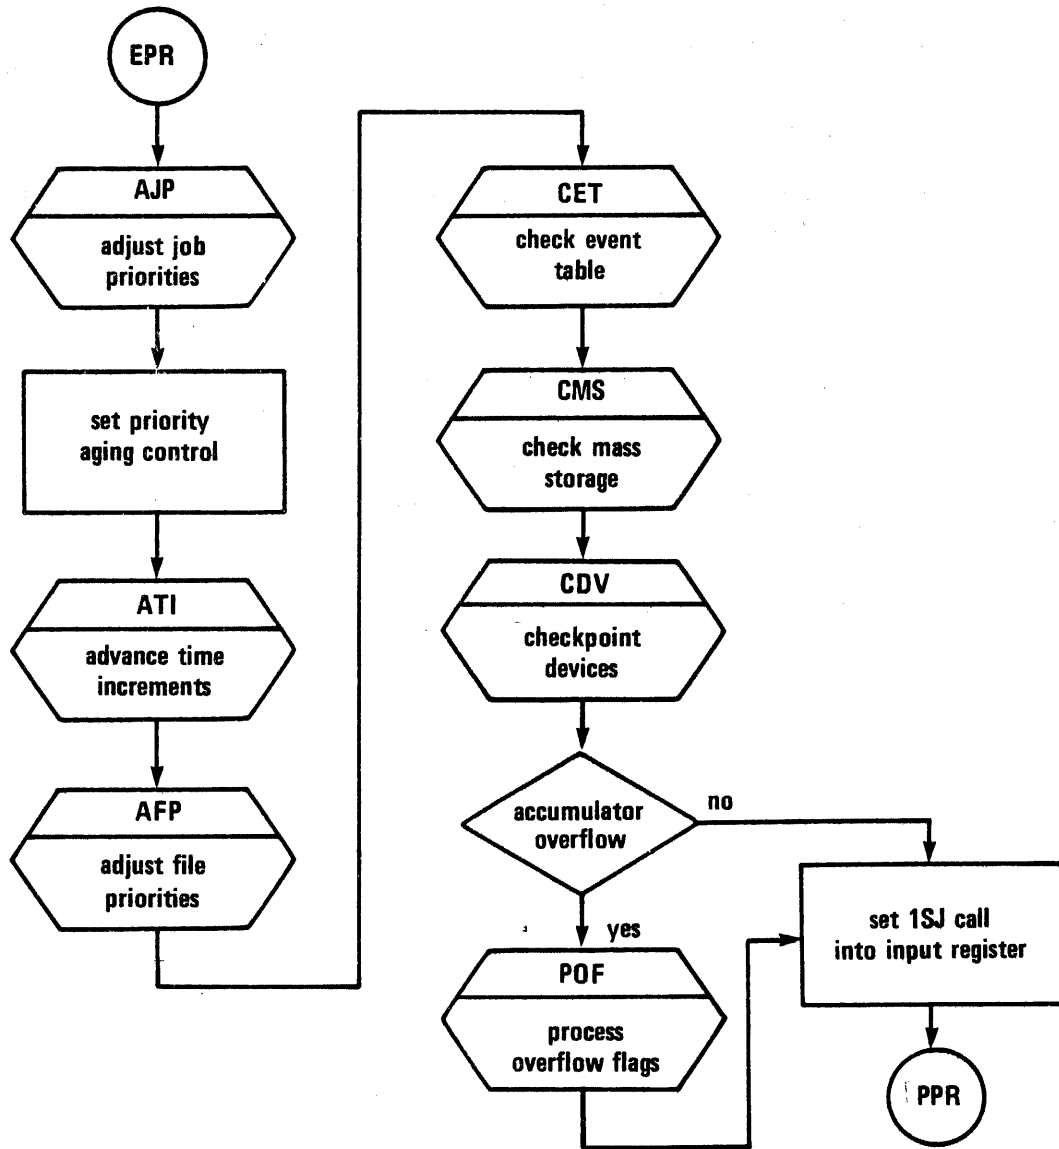 EPR
AJP
adjust job
priorities
set priority
aging control
ATI
advance time
increments
AFP
adjust file
priorities
CET
check event
table
CMS
check mass
storage
CDV
checkpoint
devices
accumulator
overflow
no
yes
POF
process
overflow flags
set 1SJ call
into input register
PPR